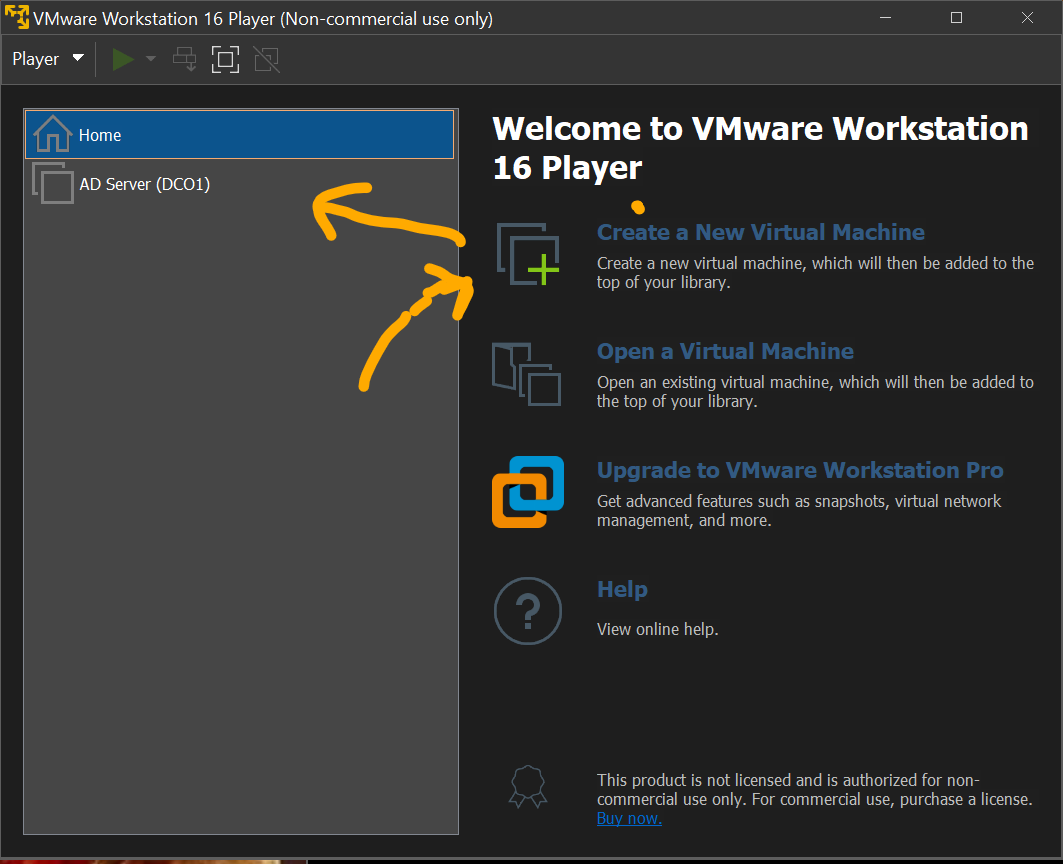 VMware Workstation 16 Player (Non-commercial use only)
Player
Home
AD Server (DCO1)
Welcome to VMware Workstation
16 Player
Create a New Virtual Machine
Create a new virtual machine, which will then be added to the
top of your library.
Open a Virtual Machine
Open an existing virtual machine, which will then be added to
the top of your library.
Upgrade to VMware Workstation Pro
Get advanced features such as snapshots, virtual network
management, and more.
?
Help
View online help.
This product is not licensed and is authorized for non-
commercial use only. For commercial use, purchase a license.
Buy now.